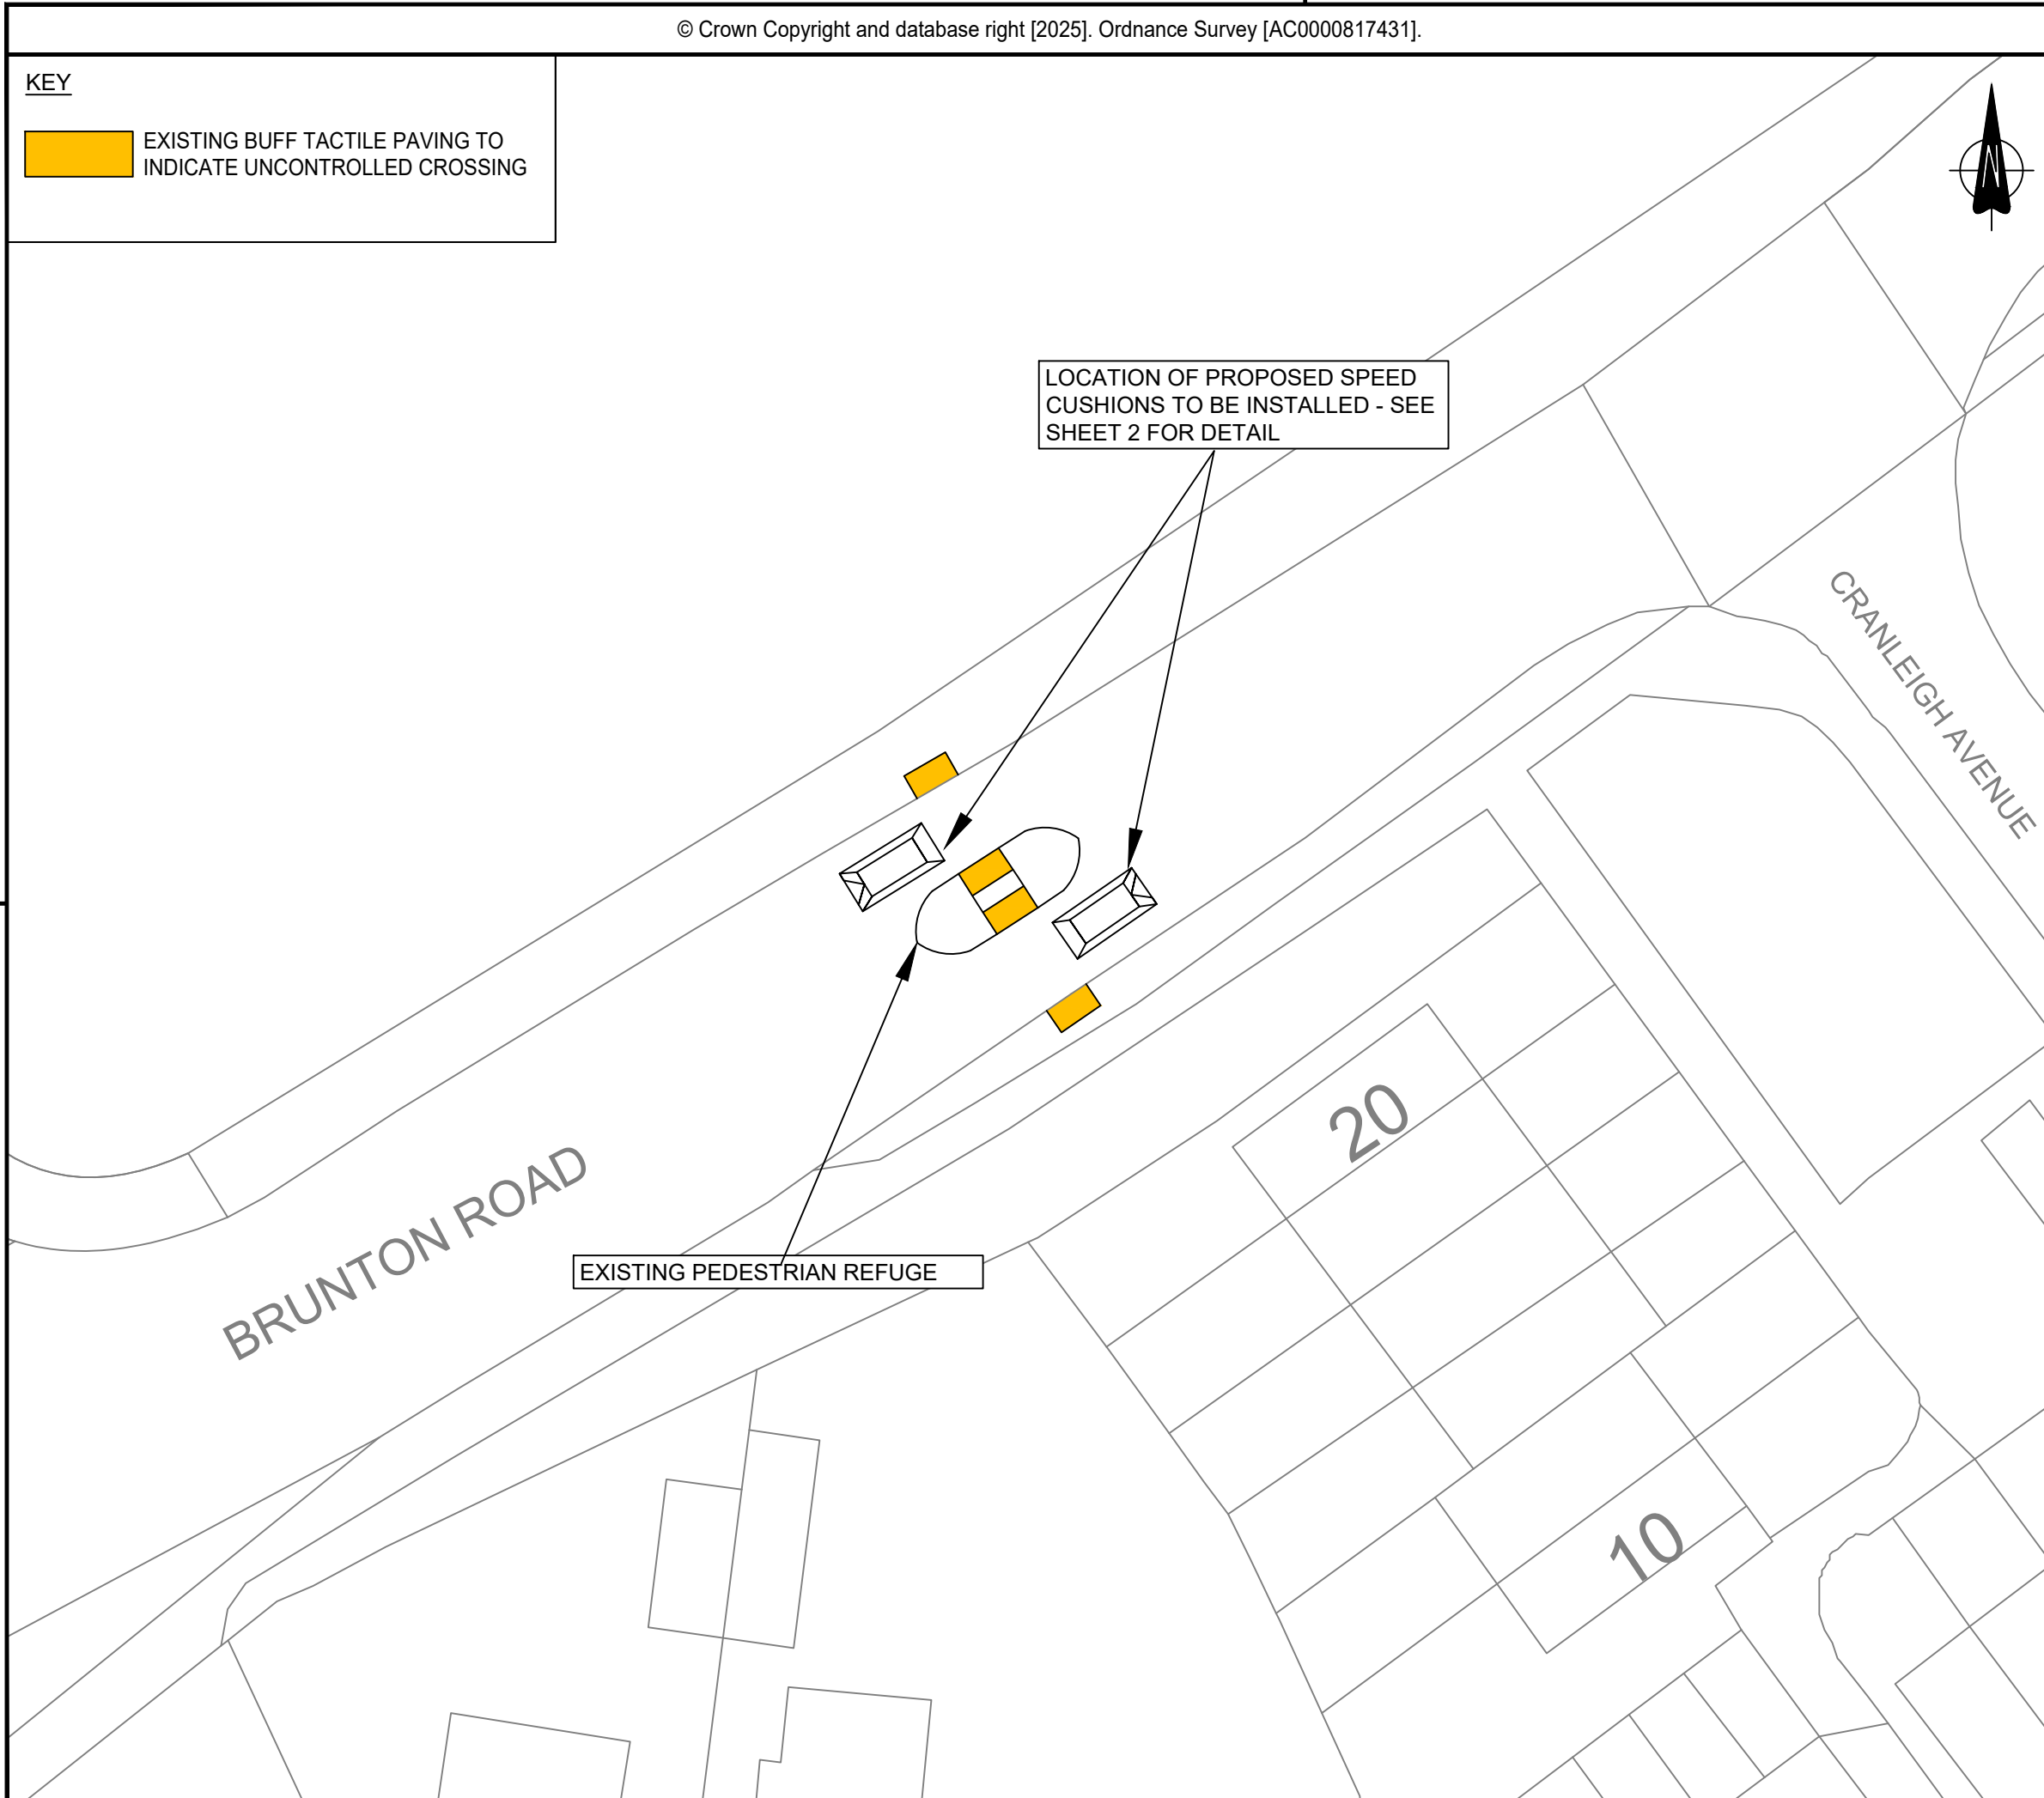 © Crown Copyright and database right [2025]. Ordnance Survey [AC0000817431].
KEY
EXISTING BUFF TACTILE PAVING TO
INDICATE UNCONTROLLED CROSSING
N
LOCATION OF PROPOSED SPEED
CUSHIONS TO BE INSTALLED - SEE
SHEET 2 FOR DETAIL
CRANLEIGH AVENUE
20
BRUNTON ROAD
EXISTING PEDESTRIAN REFUGE
10